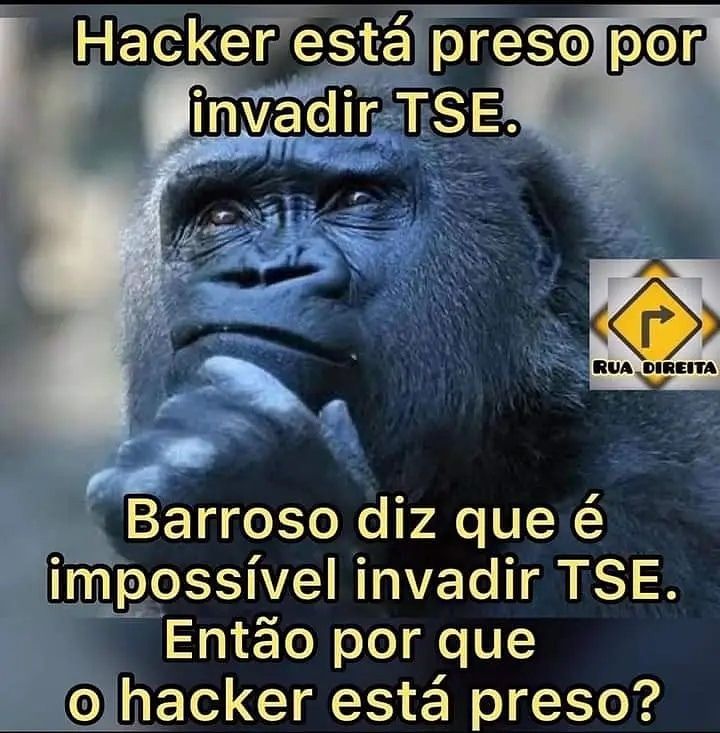 Hacker está preso por
invadir TSE.
RUA DIREITA
Barroso diz que é
impossível invadir TSE.
Então por que
o hacker está preso?